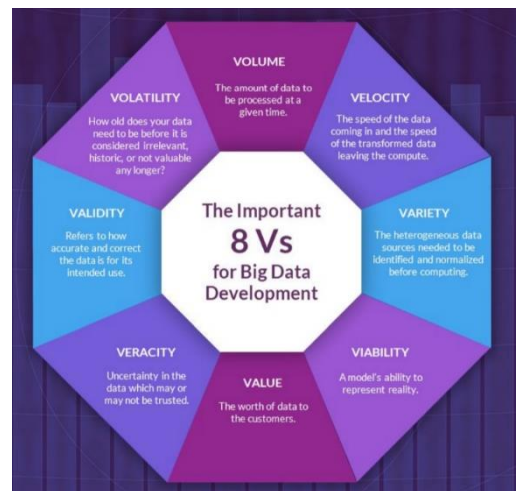 The Important
8 Vs
for Big Data
Development
VOLUME
The amount of data to
be processed at a
given time.
VELOCITY
The speed of the data
coming in and the speed
of the transformed data
leaving the compute.
VARIETY
The heterogeneous data
sources needed to be
identified and normalized
before computing.
VIABILITY
A model's ability to
represent reality.
VALUE
The worth of data to
the customers.
VERACITY
Uncertainty in the
data which may or
may not be trusted.
VALIDITY
Refers to how
accurate and correct
the data is for its
intended use.
VOLATILITY
How old does your data
need to be before it is
considered irrelevant,
historic, or not valuable
any longer?